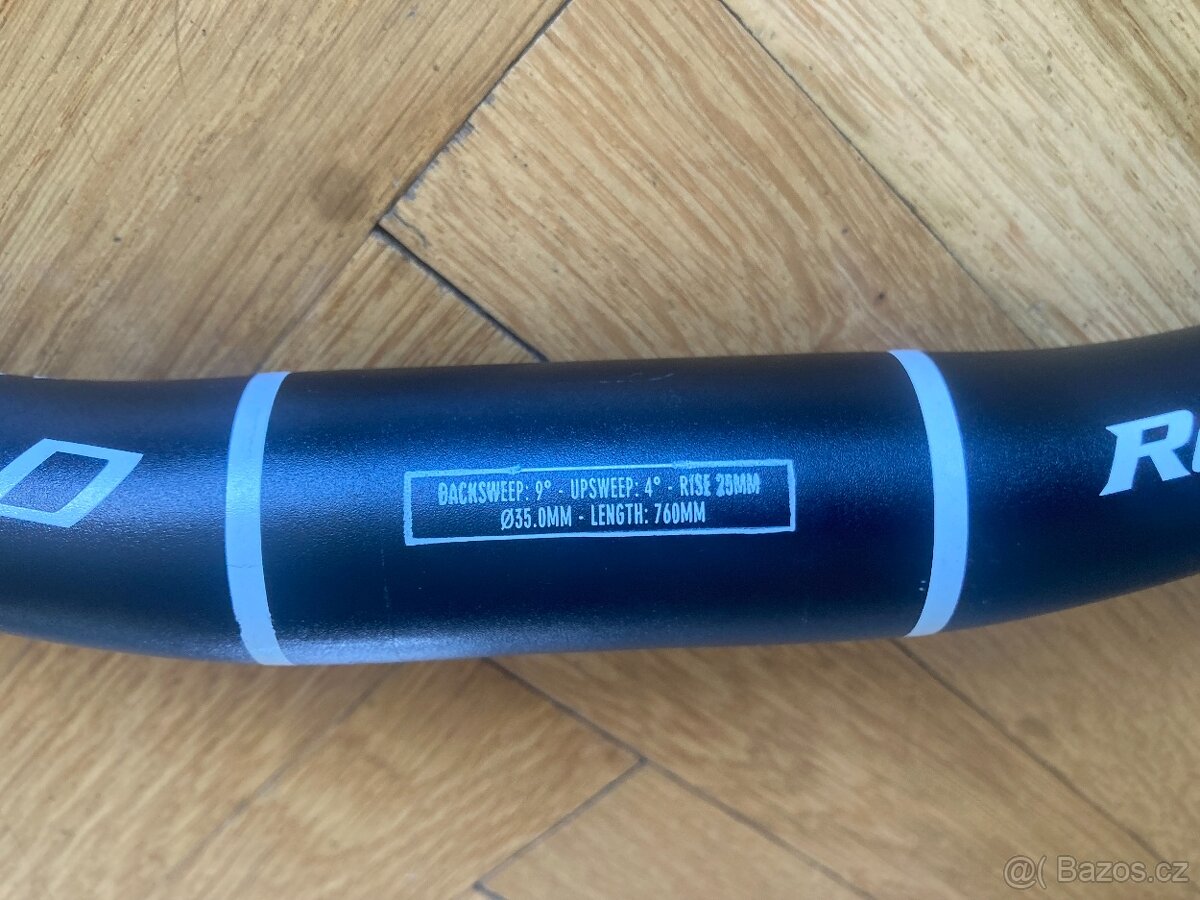 BACKSWEEP: 9° - UPSWEEP: 4° - RISE 25MM
Ø35.0MM - LENGTH: 760MM
@( Bazos.cz